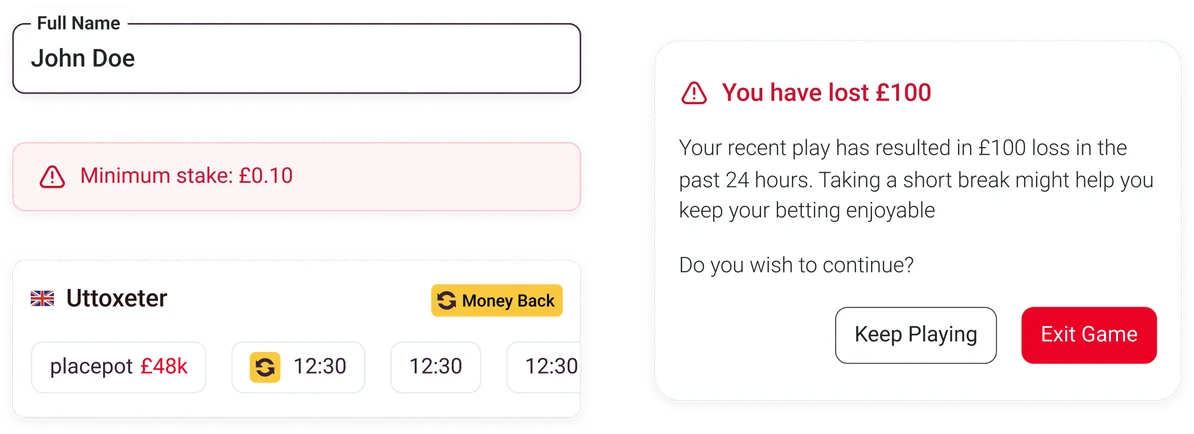 Full Name
John Doe
Minimum stake: £0.10
Uttoxeter
Money Back
placepot £48k
12:30
12:30
12:30
You have lost £100
Your recent play has resulted in £100 loss in the
past 24 hours. Taking a short break might help you
keep your betting enjoyable
Do you wish to continue?
Keep Playing
Exit Game